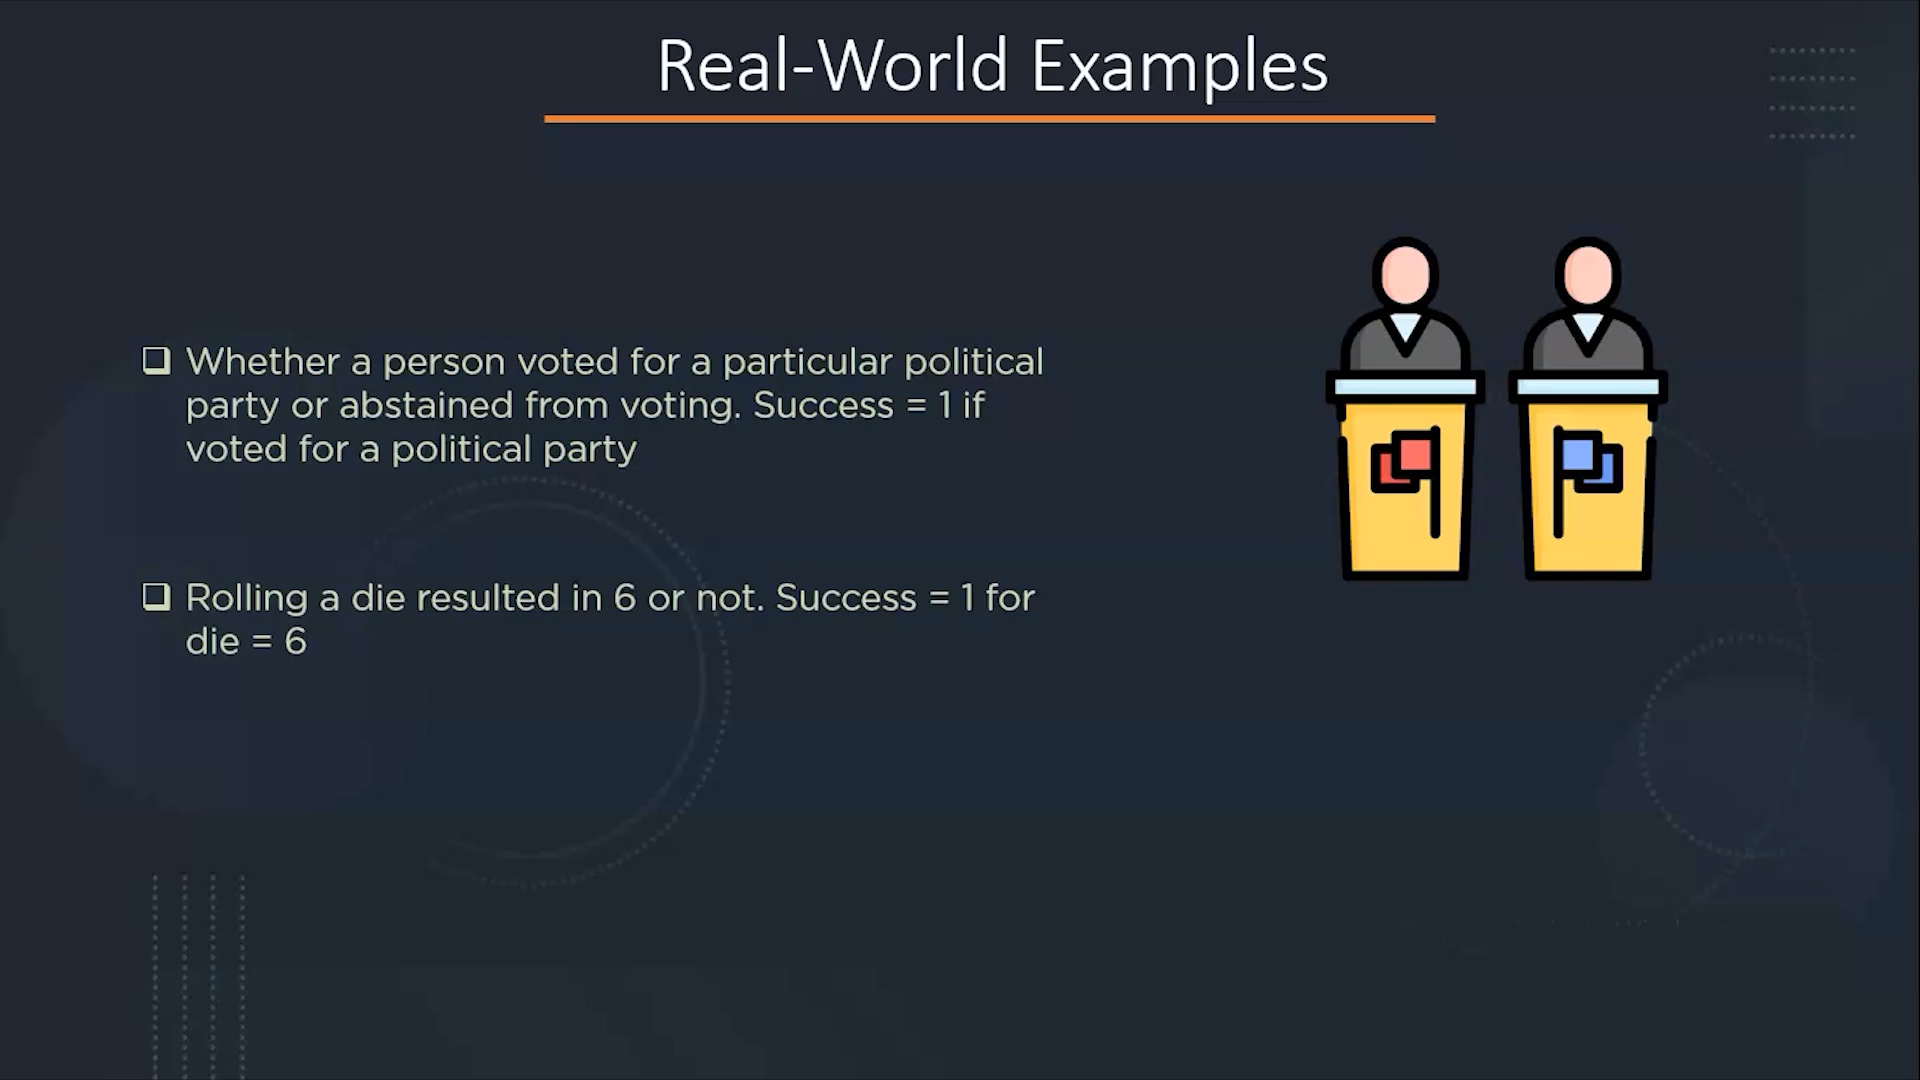 Real-World Examples
❑ Whether a person voted for a particular political
party or abstained from voting. Success = 1 if
voted for a political party
❑ Rolling a die resulted in 6 or not. Success = 1 for
die = 6